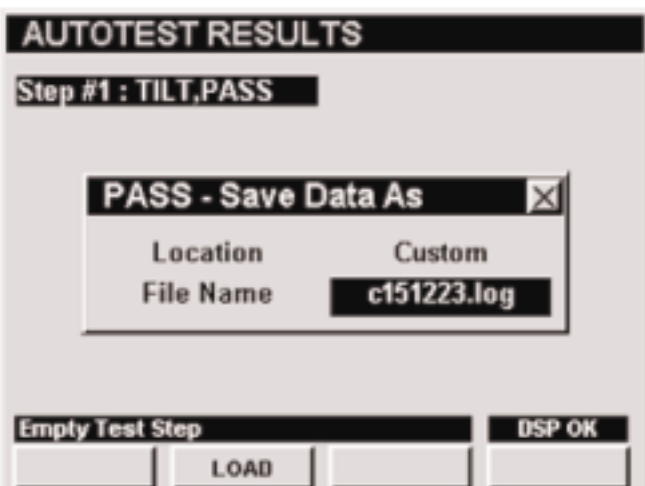 AUTOTEST RESULTS
Step #1 : TILT,PASS
PASS - Save Data As
Location Custom
File Name c151223.log
Empty Test Step DSP OK
LOAD